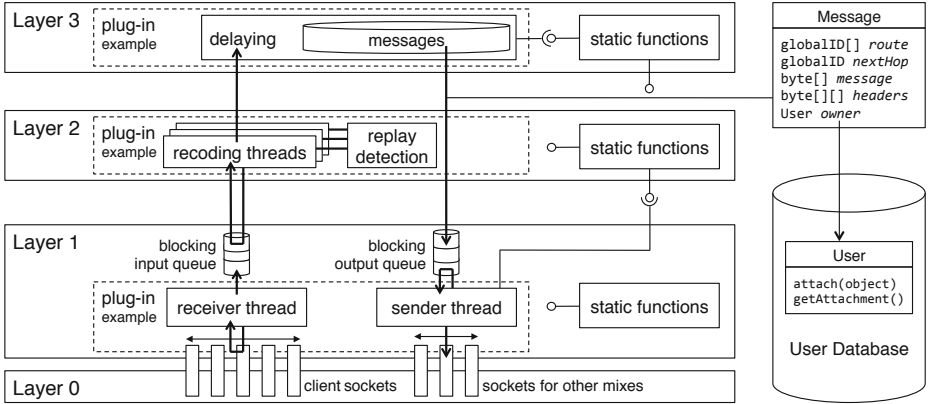 Layer 3
plug-in
example
delaying
messages
static functions
Layer 2
plug-in
example
recoding threads
replay
detection
static functions
Layer 1
blocking
input queue
blocking
output queue
plug-in
example
receiver thread
sender thread
static functions
Layer 0
client sockets
sockets for other mixes
Message
globalID[] route
globalID nextHop
byte[] message
byte[][] headers
User owner
User
attach(object)
getAttachment()
User Database